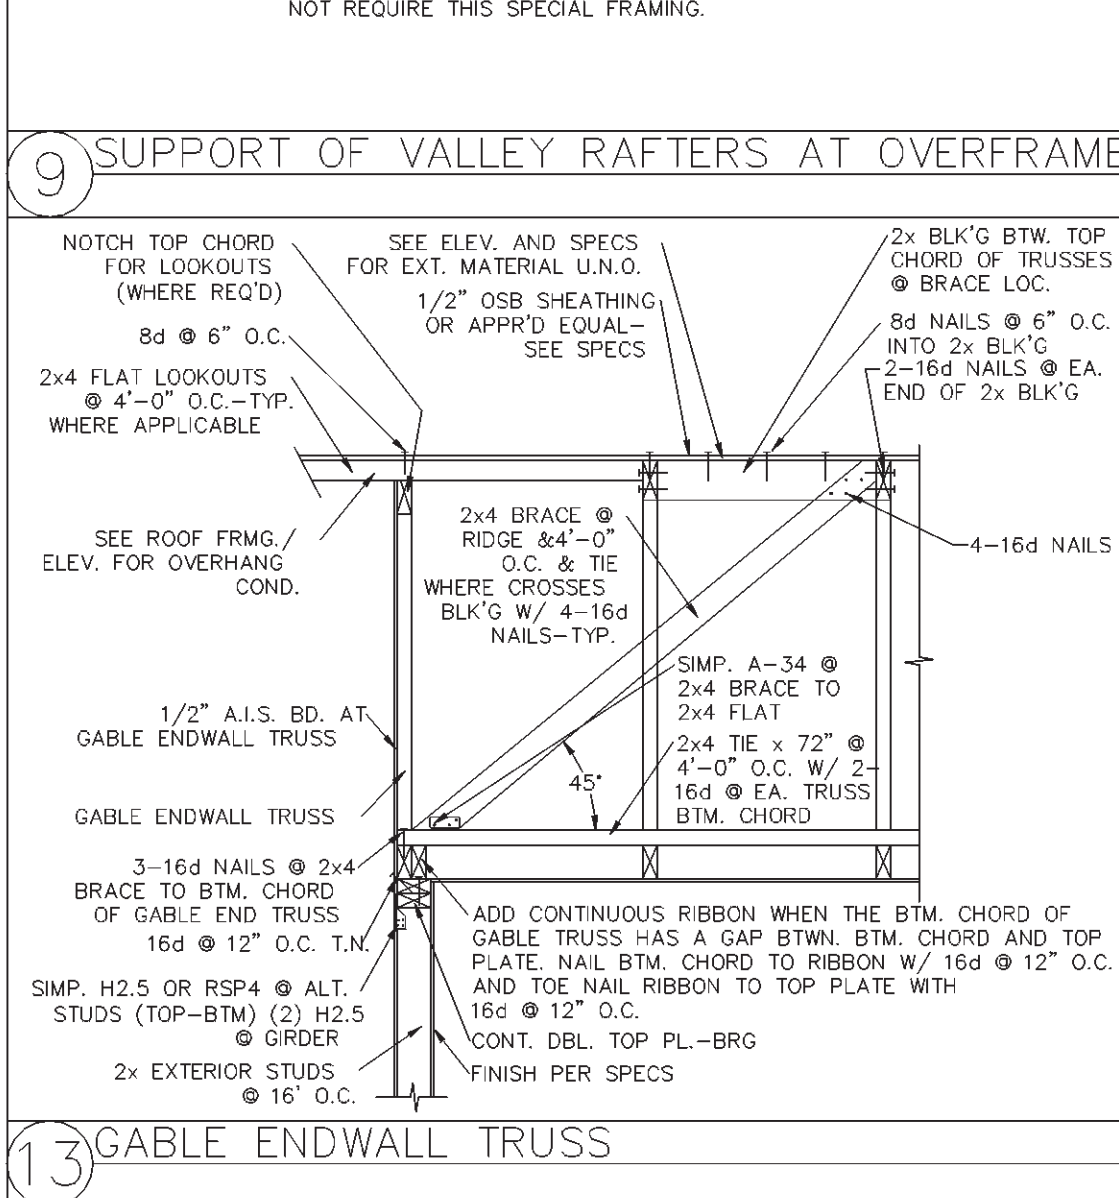 NOT REQUIRE THIS SPECIAL FRAMING.
9
SUPPORT OF VALLEY RAFTERS AT OVERFRAME
NOTCH TOP CHORD
FOR LOOKOUTS
(WHERE REQ'D)
8d @ 6" O.C.
2x4 FLAT LOOKOUTS
@ 4'-0" O.C.-TYP.
WHERE APPLICABLE
SEE ELEV. AND SPECS
FOR EXT. MATERIAL U.N.O.
1/2" OSB SHEATHING
OR APPR'D EQUAL-
SEE SPECS
2x BLK'G BTW. TOP
CHORD OF TRUSSES
@ BRACE LOC.
8d NAILS @ 6" O.C.
INTO 2x BLK'G
2-16d NAILS @ EA.
END OF 2x BLK'G
SEE ROOF FRMG./
ELEV. FOR OVERHANG
COND.
2x4 BRACE @
RIDGE &4'-0"
O.C. & TIE
WHERE CROSSES
BLK'G W/ 4-16d
NAILS-TYP.
4-16d NAILS
SIMP. A-34 @
2x4 BRACE TO
2x4 FLAT
1/2" A.I.S. BD. AT
GABLE ENDWALL TRUSS
2x4 TIE x 72" @
4'-0" O.C. W/ 2-
16d @ EA. TRUSS
BTM. CHORD
45°
GABLE ENDWALL TRUSS
3-16d NAILS @ 2x4
BRACE TO BTM. CHORD
OF GABLE END TRUSS
16d @ 12" O.C. T.N.
SIMP. H2.5 OR RSP4 @ ALT.
STUDS (TOP-BTM) (2) H2.5
@ GIRDER
2x EXTERIOR STUDS
@ 16' O.C.
ADD CONTINUOUS RIBBON WHEN THE BTM. CHORD OF
GABLE TRUSS HAS A GAP BTWN. BTM. CHORD AND TOP
PLATE. NAIL BTM. CHORD TO RIBBON W/ 16d @ 12" O.C.
AND TOE NAIL RIBBON TO TOP PLATE WITH
16d @ 12" O.C.
CONT. DBL. TOP PL.-BRG
FINISH PER SPECS
13
GABLE ENDWALL TRUSS